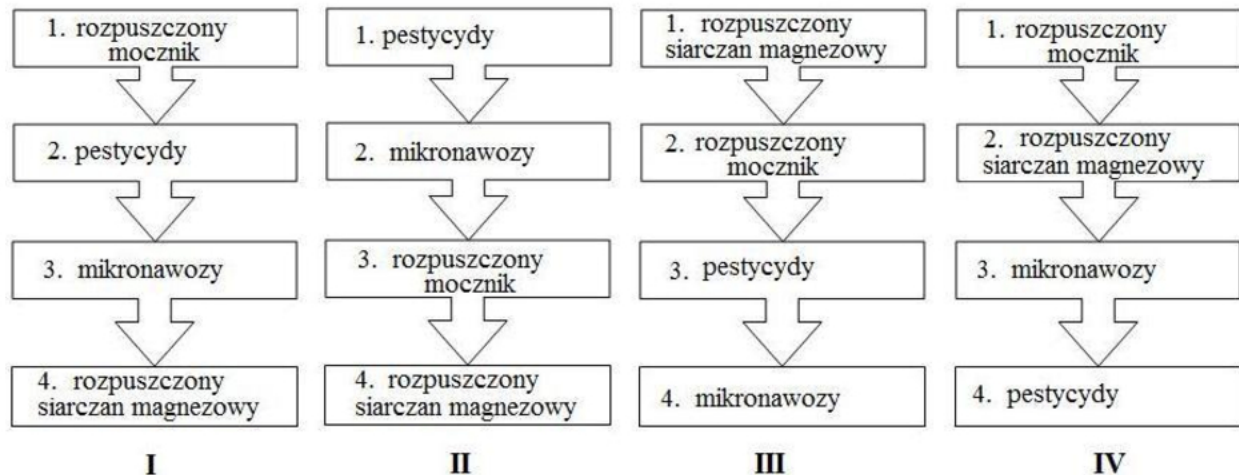 1. rozpuszczony
mocznik
2. pestycydy
3. mikronawozy
4. rozpuszczony
siarczan magnezowy
I
1. pestycydy
2. mikronawozy
3. rozpuszczony
mocznik
4. rozpuszczony
siarczan magnezowy
II
1. rozpuszczony
siarczan magnezowy
2. rozpuszczony
mocznik
3. pestycydy
4. mikronawozy
III
1. rozpuszczony
mocznik
2. rozpuszczony
siarczan magnezowy
3. mikronawozy
4. pestycydy
IV